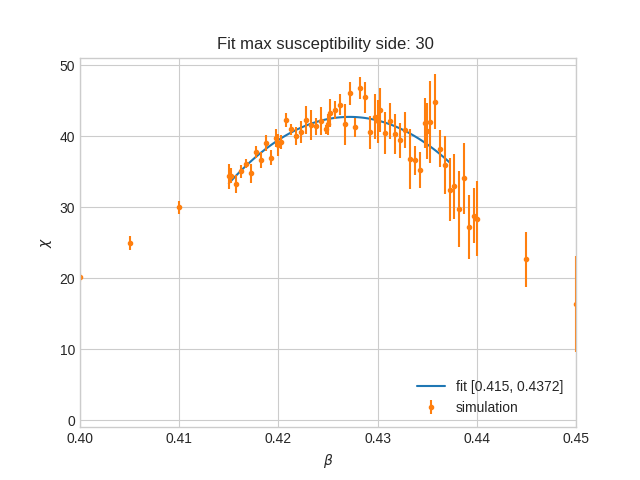 Fit max susceptibility side: 30
χ
50
40
30
20
10
0
0.40 0.41 0.42 0.43 0.44 0.45
β
fit [0.415, 0.4372]
simulation